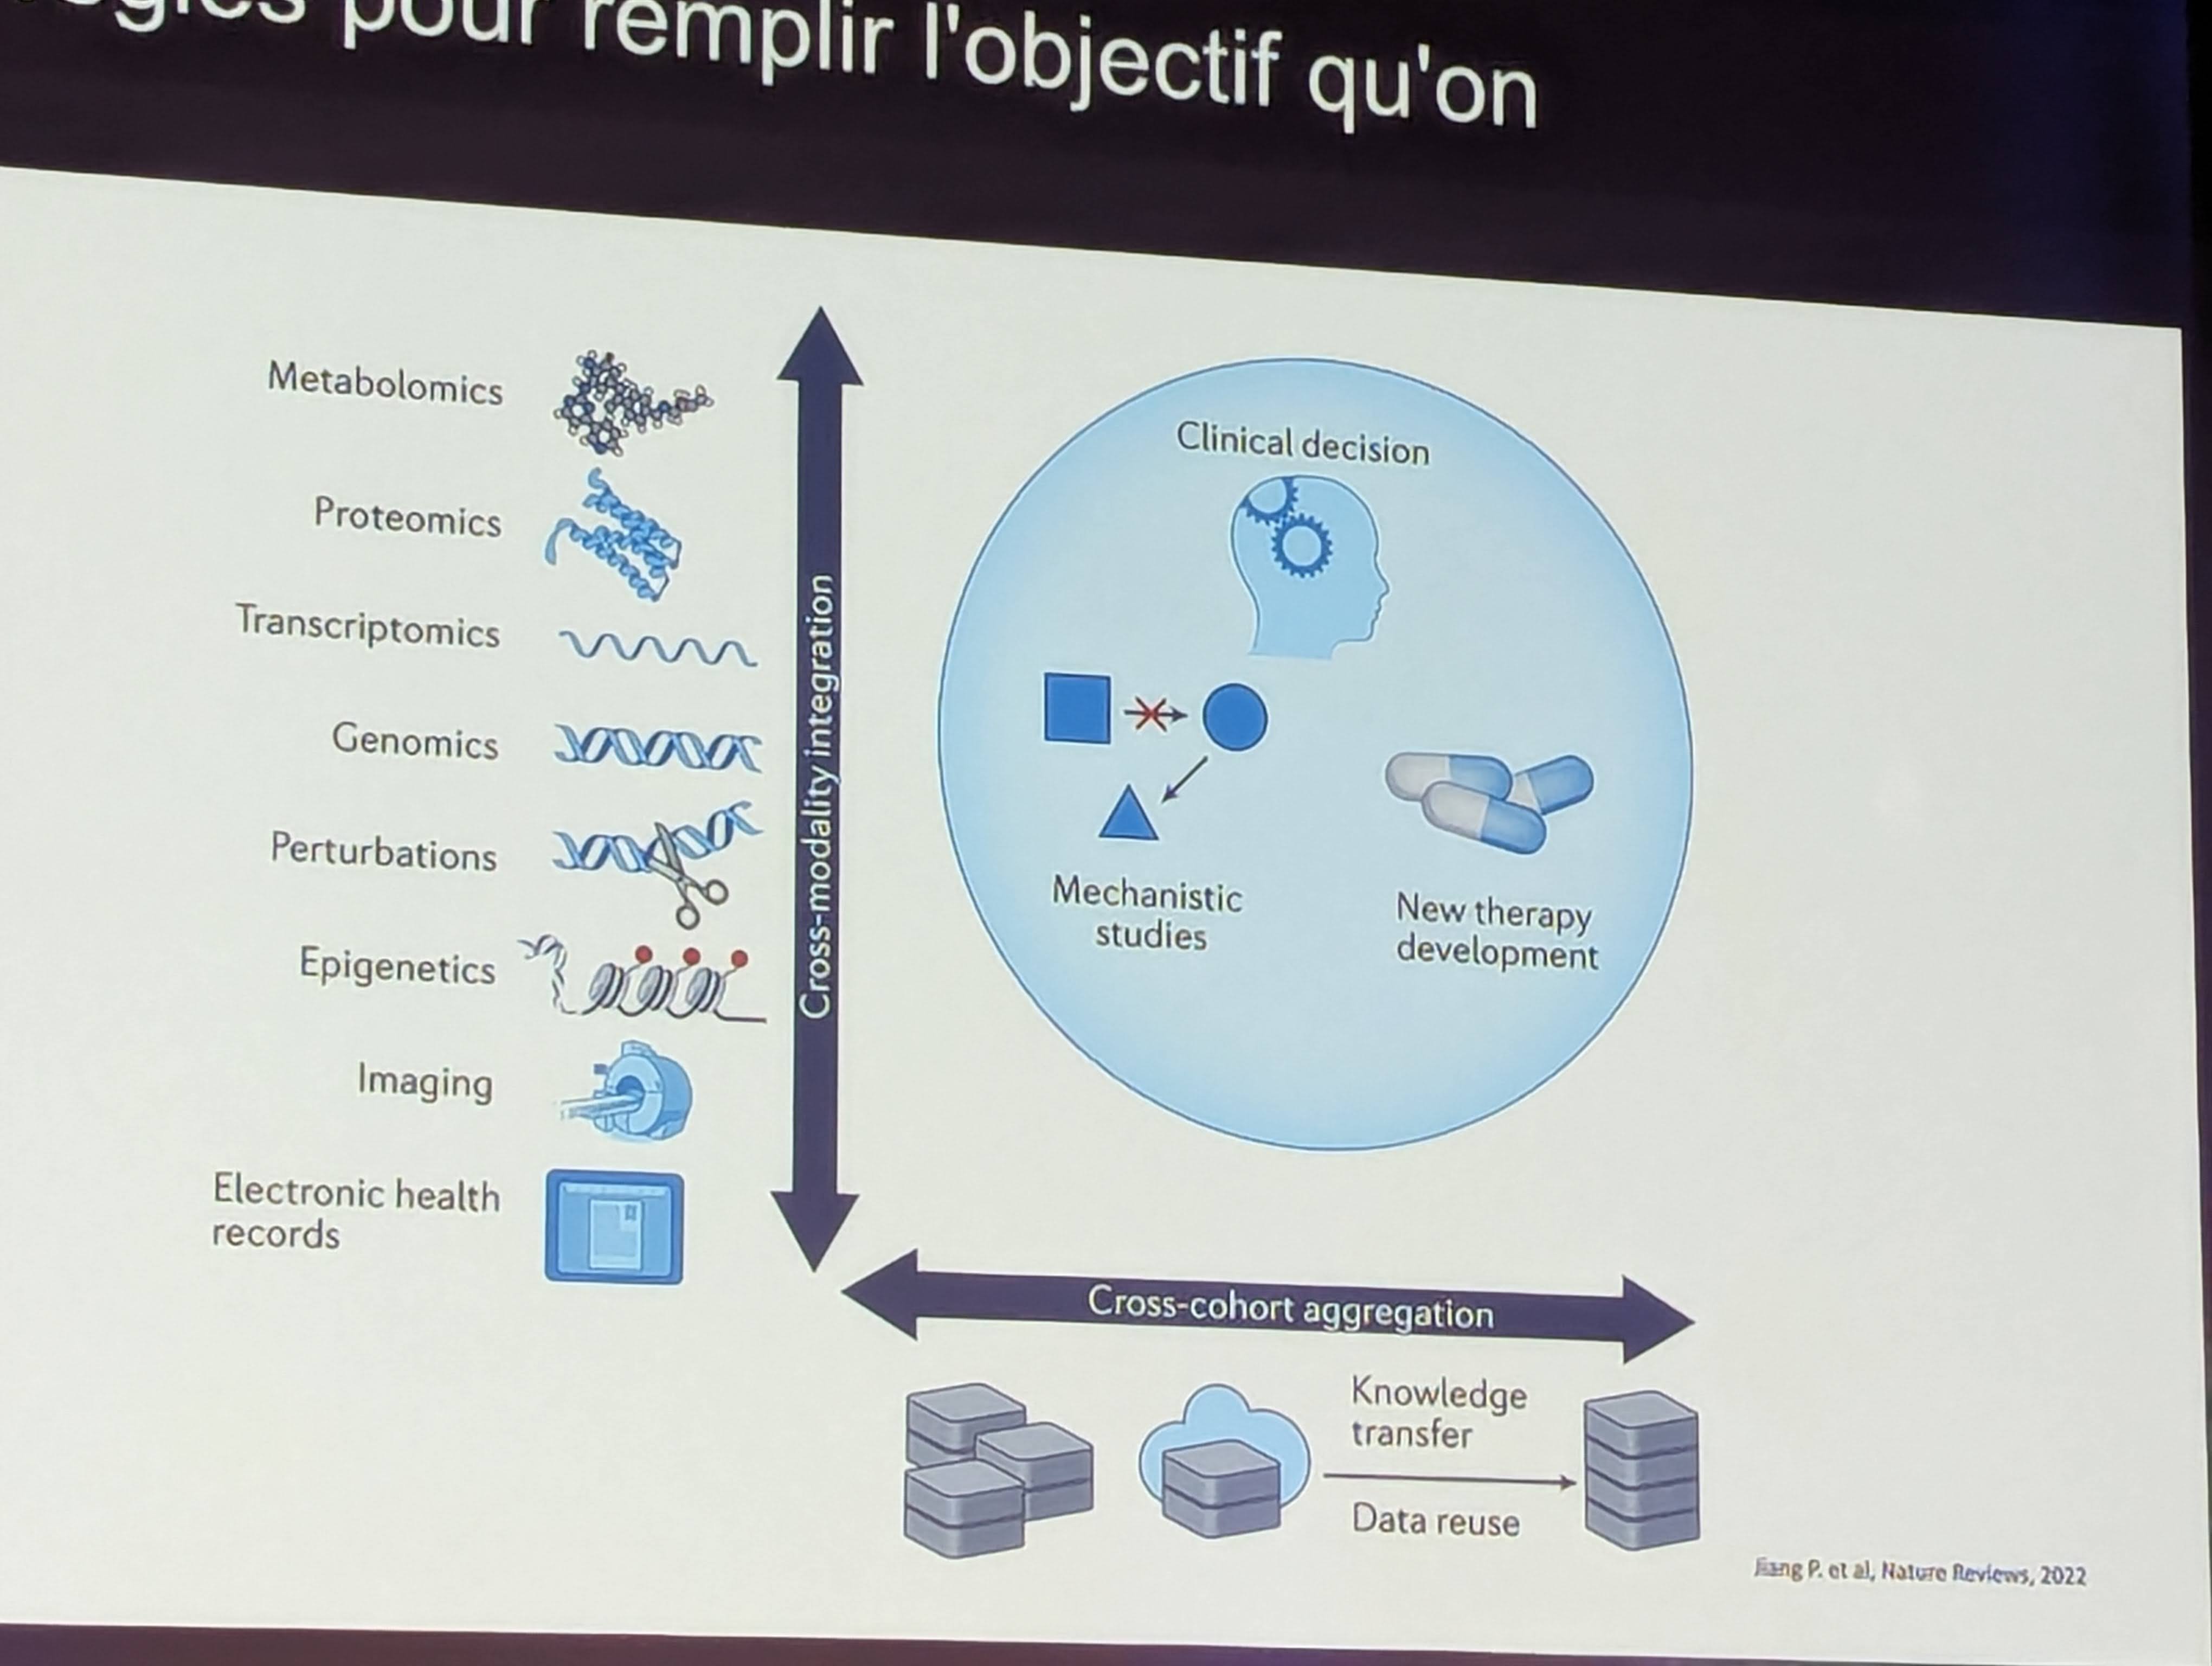 pour remplir l'objectif qu'on
Metabolomics
Proteomics
Transcriptomics
Genomics
Perturbations
Epigenetics
Imaging
Electronic health
records
Cross-modality integration
Clinical decision
Mechanistic
studies
New therapy
development
Cross-cohort aggregation
Knowledge
transfer
Data reuse
Jiang P. et al, Nature Reviews, 2022